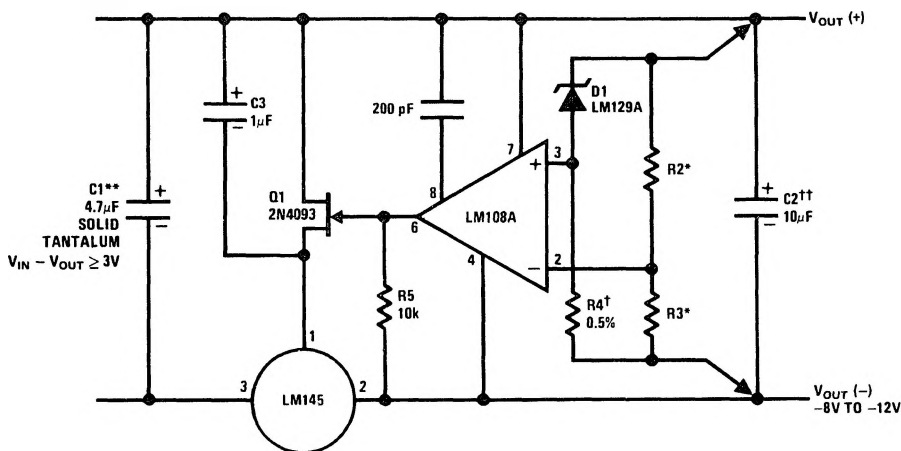 VOUT (+)
+
C3
1µF
−
200 pF
D1
LM129A
7
3
+
R2*
8
C1**
4.7µF
SOLID
TANTALUM
VIN − VOUT ≥ 3V
+
−
Q1
2N4093
6
LM108A
+
C2††
10µF
−
4
−
2
R5
10k
R4†
0.5%
R3*
1
3
LM145
2
VOUT (−)
−8V TO −12V